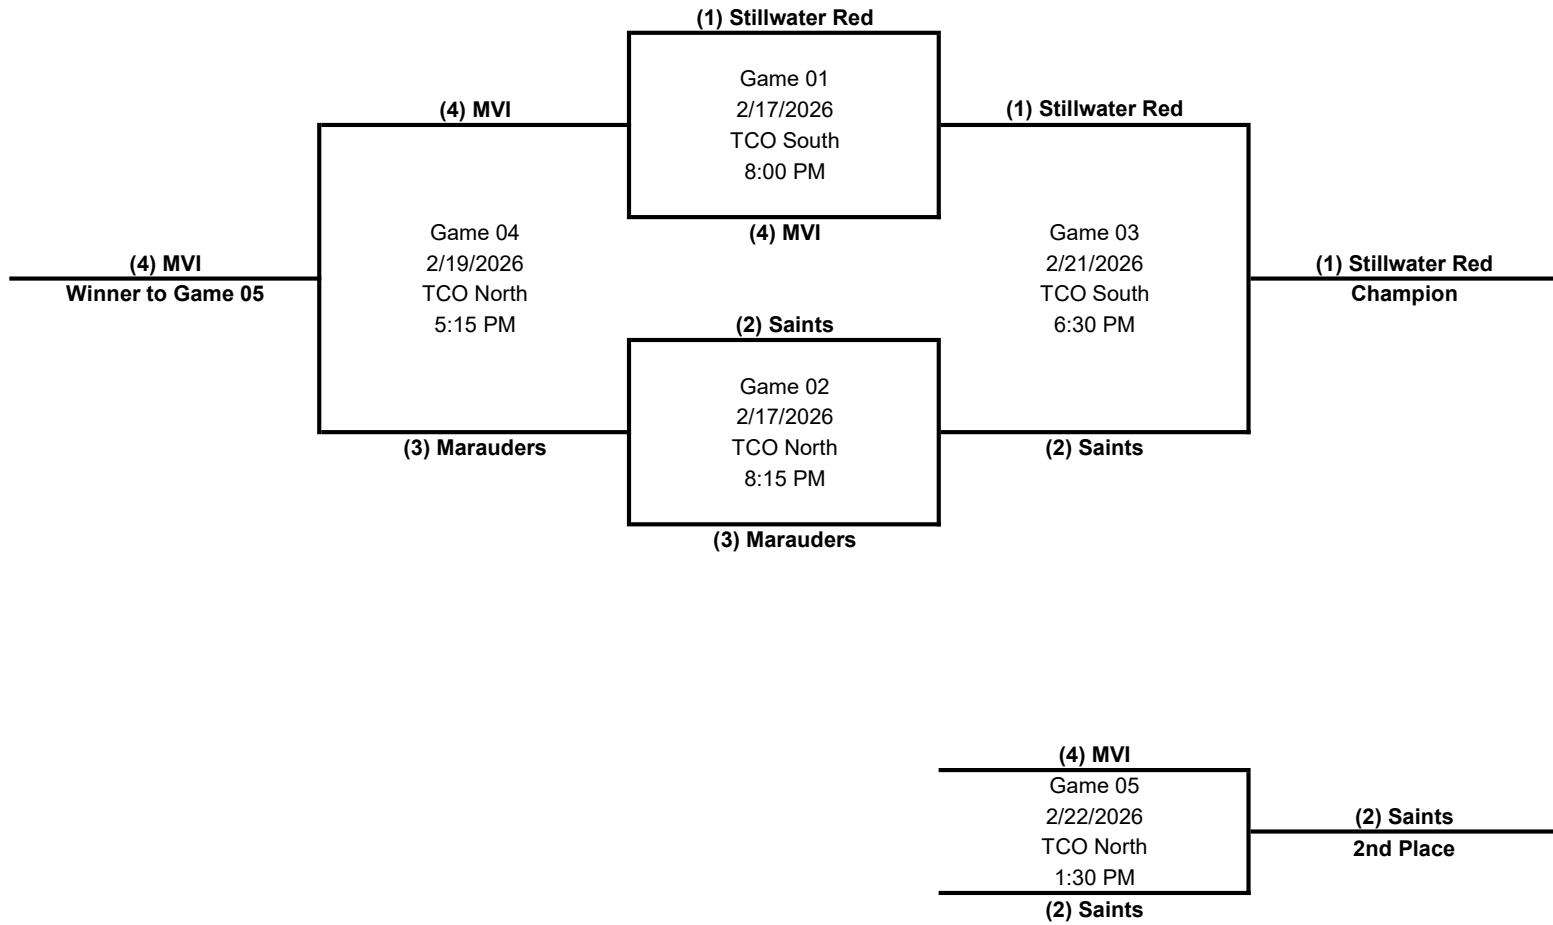 (1) Stillwater Red
Game 01
2/17/2026
TCO South
8:00 PM
(4) MVI
(4) MVI
(1) Stillwater Red
Game 04
2/19/2026
TCO North
5:15 PM
(4) MVI
Winner to Game 05
Game 03
2/21/2026
TCO South
6:30 PM
(1) Stillwater Red
Champion
(2) Saints
Game 02
2/17/2026
TCO North
8:15 PM
(3) Marauders
(3) Marauders
(2) Saints
(4) MVI
Game 05
2/22/2026
TCO North
1:30 PM
(2) Saints
(2) Saints
2nd Place